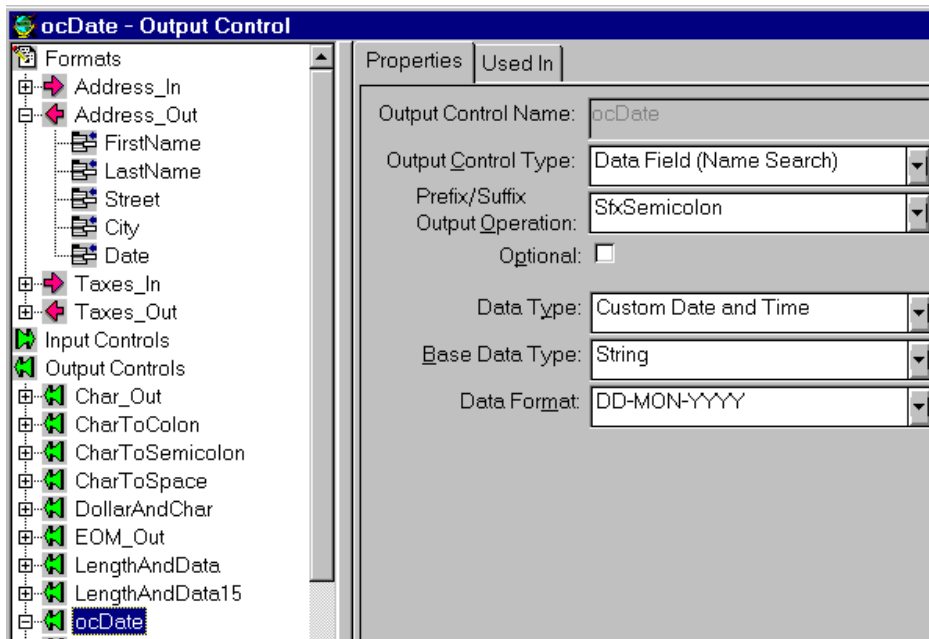 ocDate - Output Control
Formats
Address_In
Address_Out
FirstName
LastName
Street
City
Date
Taxes_In
Taxes_Out
Input Controls
Output Controls
Char_Out
CharToColon
CharToSemicolon
CharToSpace
DollarAndChar
EOM_Out
LengthAndData
LengthAndData15
ocDate
Properties
Used In
Output Control Name: ocDate
Output Control Type: Data Field (Name Search)
Prefix/Suffix
Output Operation: SfxSemicolon
Optional:
Data Type: Custom Date and Time
Base Data Type: String
Data Format: DD-MON-YYYY